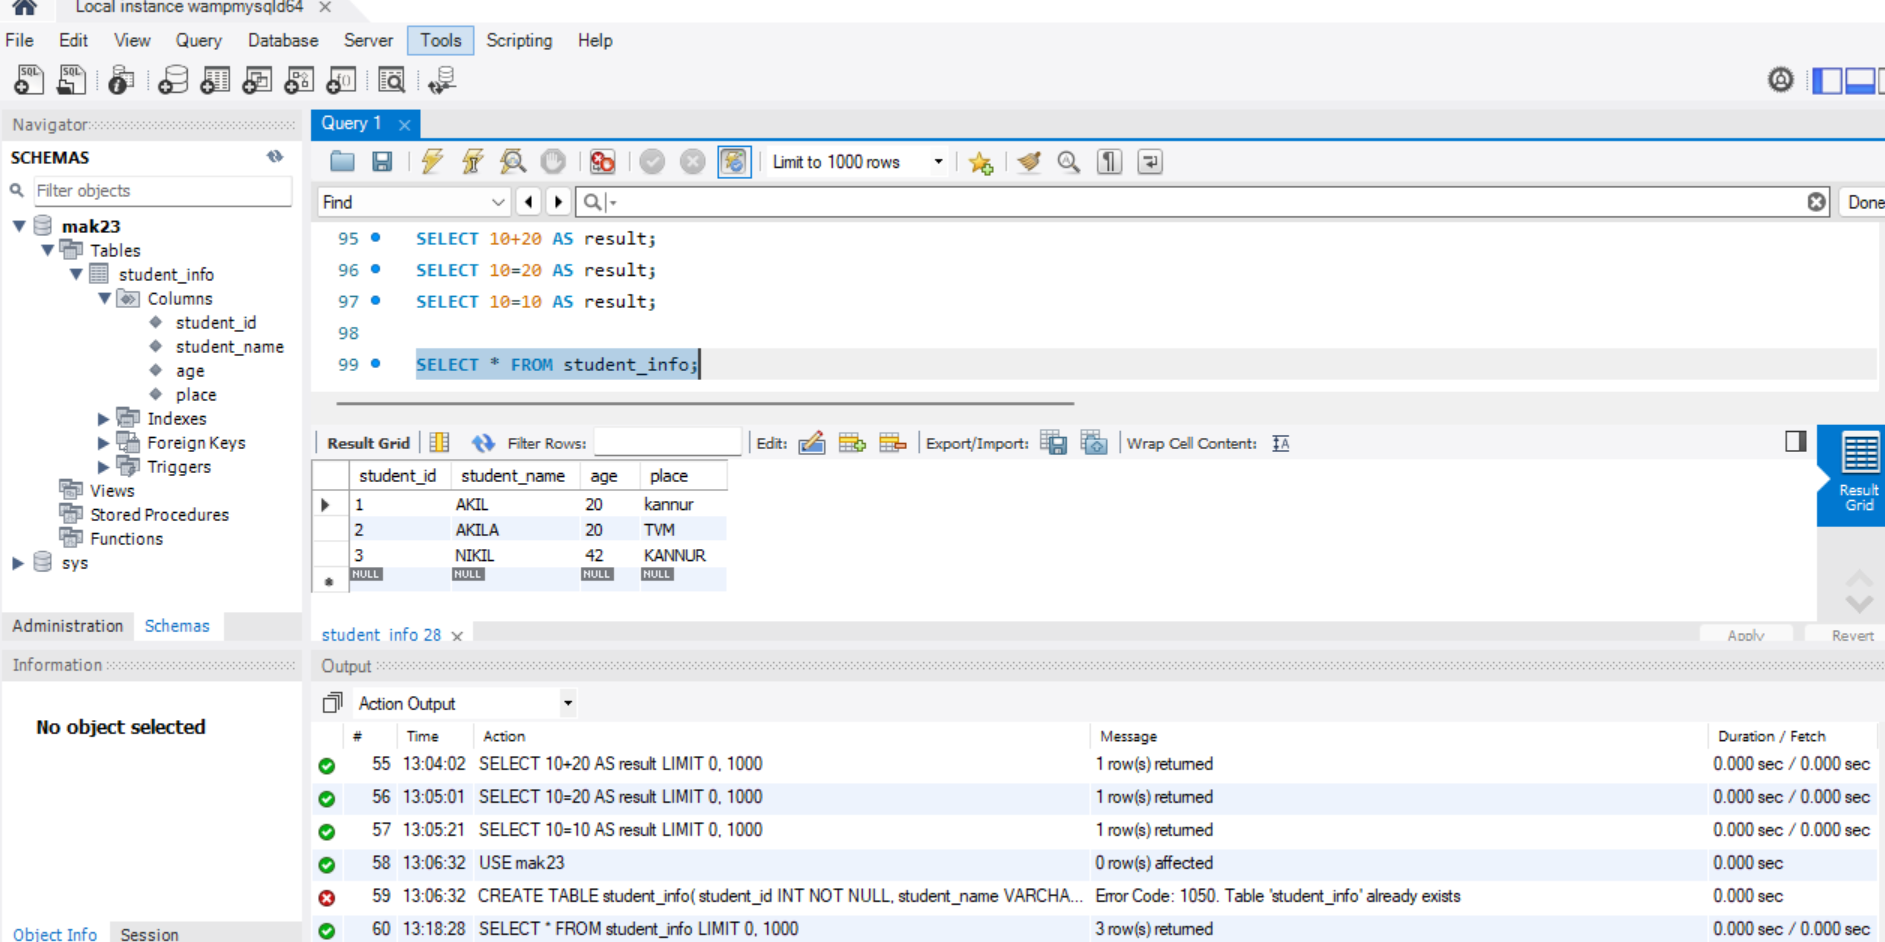 Local instance wampmysqld64 ×
File Edit View Query Database Server Tools Scripting Help
Navigator
SCHEMAS
Filter objects
mak23
Tables
student_info
Columns
student_id
student_name
age
place
Indexes
Foreign Keys
Triggers
Views
Stored Procedures
Functions
sys
Administration Schemas
Information
No object selected
Object Info Session
Query 1 ×
Limit to 1000 rows
Find Done
95 SELECT 10+20 AS result;
96 SELECT 10=20 AS result;
97 SELECT 10=10 AS result;
98
99 SELECT * FROM student_info;
Result Grid Filter Rows: Edit: Export/Import: Wrap Cell Content:
student_id student_name age place
1 AKIL 20 kannur
2 AKILA 20 TVM
3 NIKIL 42 KANNUR
NULL NULL NULL NULL
Result
Grid
student_info 28 × Apply Revert
Output
Action Output
# Time Action Message Duration / Fetch
55 13:04:02 SELECT 10+20 AS result LIMIT 0, 1000 1 row(s) returned 0.000 sec / 0.000 sec
56 13:05:01 SELECT 10=20 AS result LIMIT 0, 1000 1 row(s) returned 0.000 sec / 0.000 sec
57 13:05:21 SELECT 10=10 AS result LIMIT 0, 1000 1 row(s) returned 0.000 sec / 0.000 sec
58 13:06:32 USE mak23 0 row(s) affected 0.000 sec
59 13:06:32 CREATE TABLE student_info( student_id INT NOT NULL, student_name VARCHA... Error Code: 1050. Table 'student_info' already exists 0.000 sec
60 13:18:28 SELECT * FROM student_info LIMIT 0, 1000 3 row(s) returned 0.000 sec / 0.000 sec